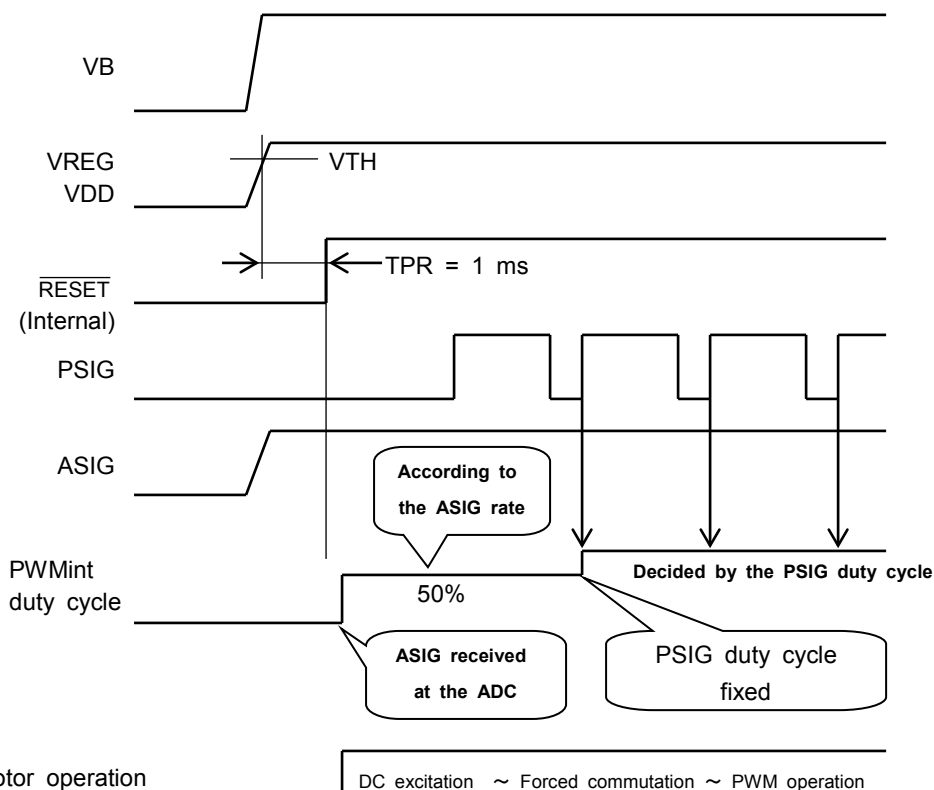 VB
VREG
VDD
VTH
TPR = 1 ms
RESET
(Internal)
PSIG
ASIG
According to
the ASIG rate
PWMint
duty cycle
50%
Decided by the PSIG duty cycle
ASIG received
at the ADC
PSIG duty cycle
fixed
otor operation
DC excitation ~ Forced commutation ~ PWM operation